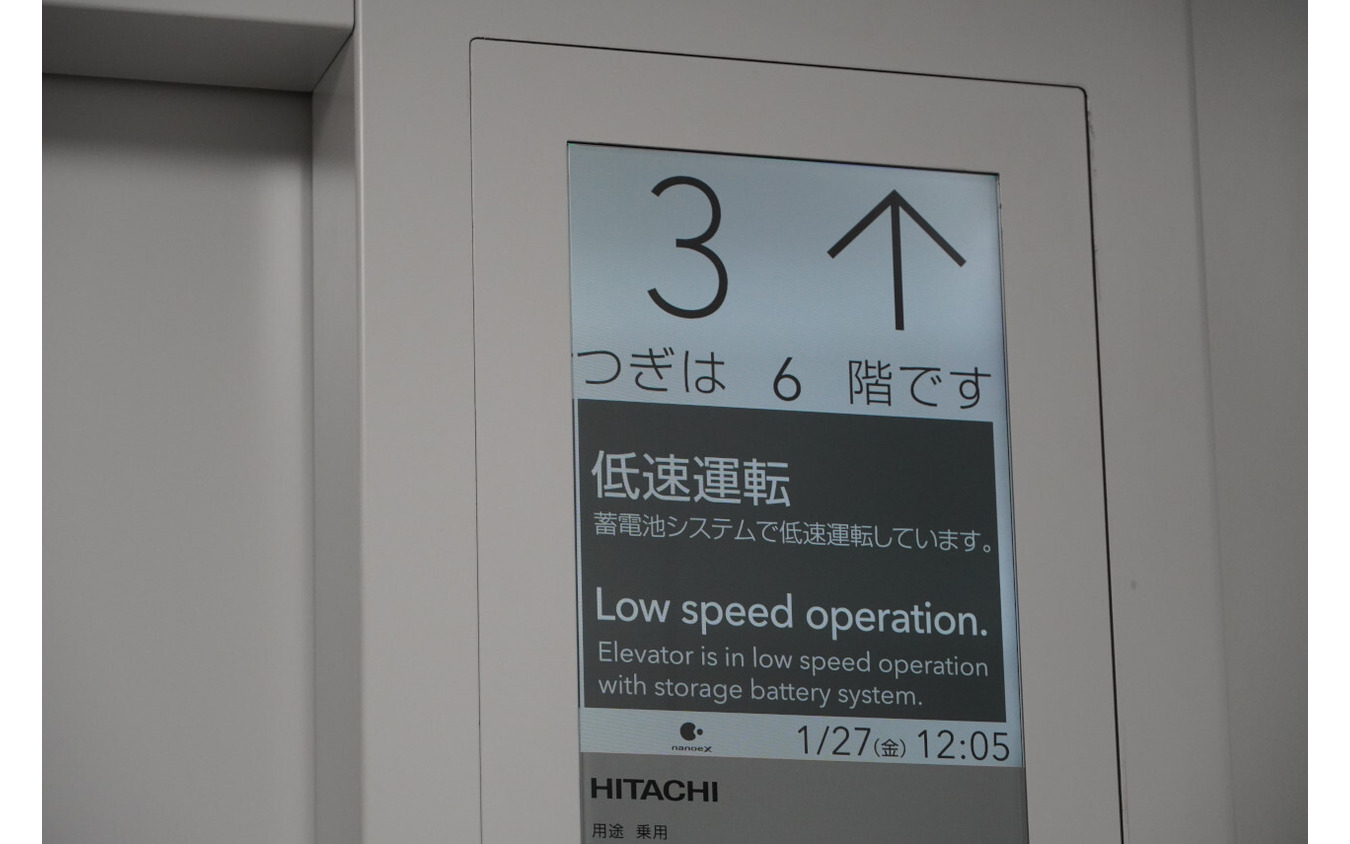 3 ↑
つぎは 6 階です
低速運転
蓄電池システムで低速運転しています。
Low speed operation.
Elevator is in low speed operation
with storage battery system.
nanoeX
1/27(金) 12:05
HITACHI
用途 乗用